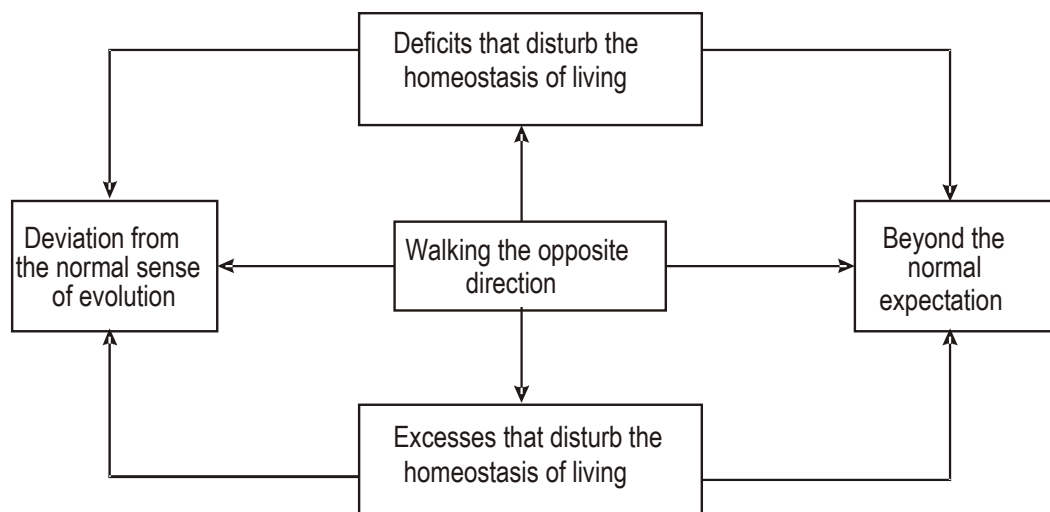 Deficits that disturb the
homeostasis of living
Deviation from
the normal sense
of evolution
Walking the opposite
direction
Beyond the
normal
expectation
Excesses that disturb the
homeostasis of living